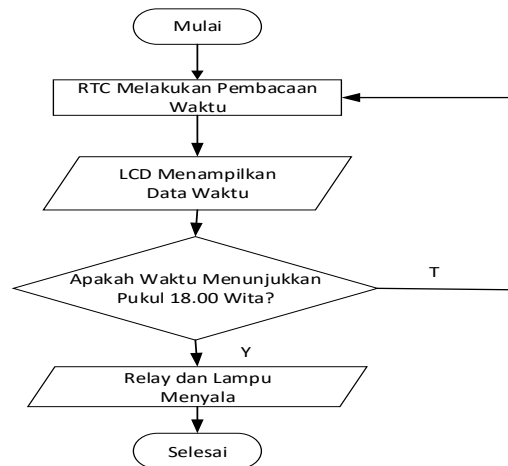 Mulai
RTC Melakukan Pembacaan
Waktu
LCD Menampilkan
Data Waktu
Apakah Waktu Menunjukkan
Pukul 18.00 Wita?
T
Y
Relay dan Lampu
Menyala
Selesai